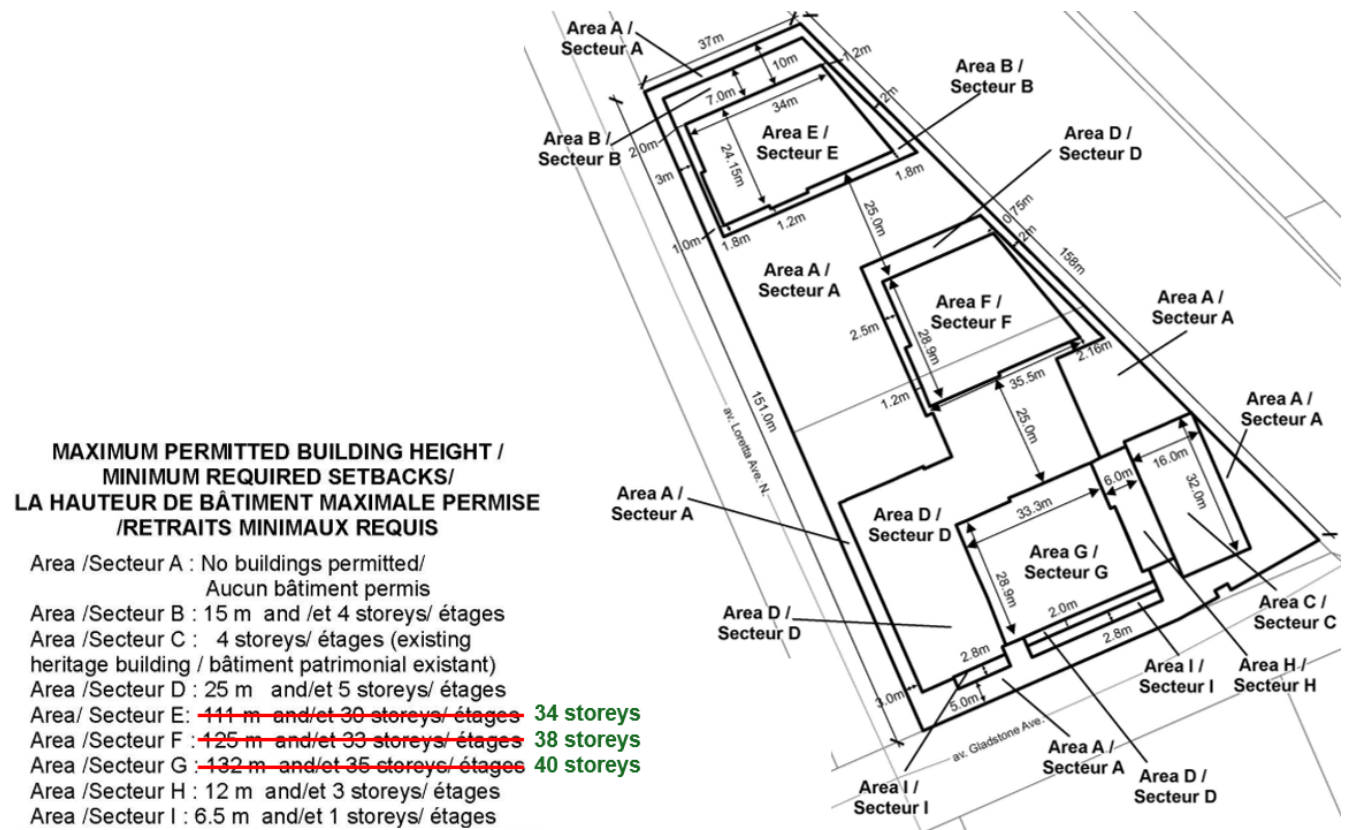 MAXIMUM PERMITTED BUILDING HEIGHT /
MINIMUM REQUIRED SETBACKS/
LA HAUTEUR DE BÂTIMENT MAXIMALE PERMISE
/RETRAITS MINIMAUX REQUIS
Area /Secteur A : No buildings permitted/
Aucun bâtiment permis
Area /Secteur B : 15 m and /et 4 storeys/ étages
Area /Secteur C : 4 storeys/ étages (existing
heritage building / bâtiment patrimonial existant)
Area /Secteur D : 25 m and/et 5 storeys/ étages
Area/ Secteur E: 111 m and/et 30 storeys/ étages 34 storeys
Area /Secteur F : 125 m and/et 33 storeys/ étages 38 storeys
Area /Secteur G : 132 m and/et 35 storeys/ étages 40 storeys
Area /Secteur H : 12 m and/et 3 storeys/ étages
Area /Secteur I : 6.5 m and/et 1 storeys/ étages
Area A /
Secteur A
37m
10m
1.2m
Area B /
Secteur B
7.0m
2m
34m
Area B /
Secteur B
2.0m
Area E /
Secteur E
Area D /
Secteur D
24.15m
3m
1.8m
25.0m
1.2m
1.0m
1.8m
0.75m
2m
158m
Area A /
Secteur A
Area F /
Secteur F
Area A /
Secteur A
2.5m
28.9m
2.16m
35.5m
1.2m
25.0m
151.0m
av. Loretta Ave. N.
Area A /
Secteur A
16.0m
6.0m
32.0m
Area A /
Secteur A
33.3m
Area D /
Secteur D
Area G /
Secteur G
28.9m
Area D /
Secteur D
2.0m
2.8m
Area C /
Secteur C
2.8m
Area I /
Secteur I
Area H /
Secteur H
3.0m
5.0m
av. Gladstone Ave.
Area A /
Secteur A
Area D /
Secteur D
Area I /
Secteur I